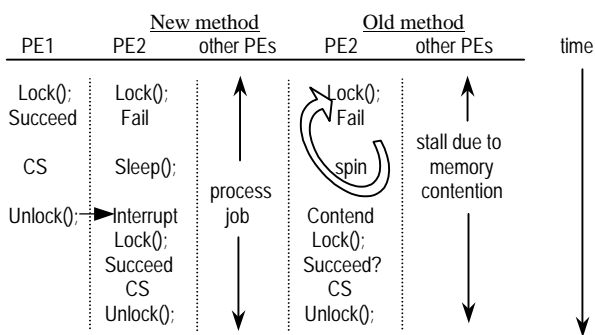 New method Old method
PE1 PE2 other PEs PE2 other PEs time
Lock(); Lock(); Lock();
Succeed Fail Fail
stall due to
CS Sleep(); spin memory
contention
process
Unlock(); Interrupt job Contend
Lock(); Lock();
Succeed Succeed?
CS CS
Unlock(); Unlock();